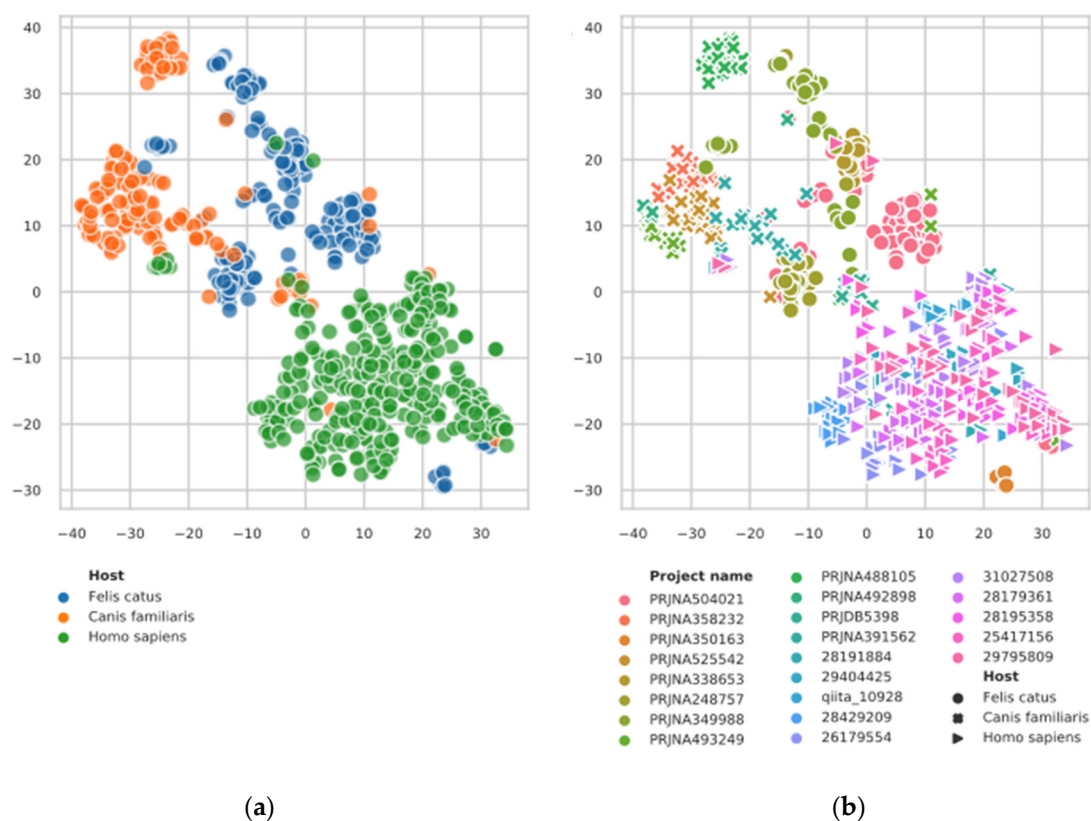 40
30
20
10
0
−10
−20
−30
−40 −30 −20 −10 0 10 20 30
Host
Felis catus
Canis familiaris
Homo sapiens
(a)
40
30
20
10
0
−10
−20
−30
−40 −30 −20 −10 0 10 20 30
Project name
PRJNA504021
PRJNA358232
PRJNA350163
PRJNA525542
PRJNA338653
PRJNA248757
PRJNA349988
PRJNA493249
PRJNA488105
PRJNA492898
PRJDB5398
PRJNA391562
28191884
29404425
qiita_10928
28429209
26179554
31027508
28179361
28195358
25417156
29795809
Host
Felis catus
Canis familiaris
Homo sapiens
(b)